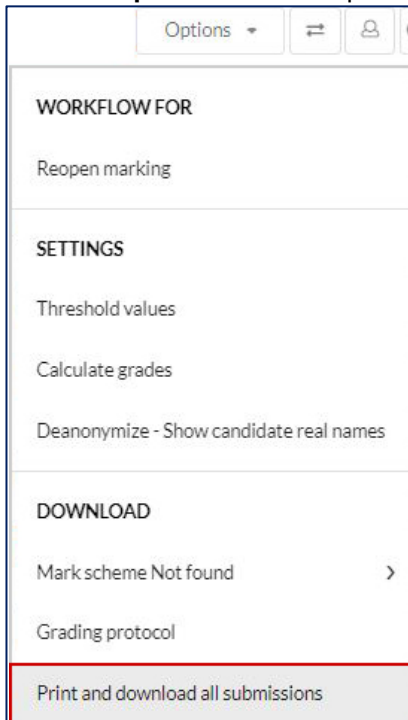 Options
WORKFLOW FOR
Reopen marking
SETTINGS
Threshold values
Calculate grades
Deanonymize - Show candidate real names
DOWNLOAD
Mark scheme Not found
Grading protocol
Print and download all submissions